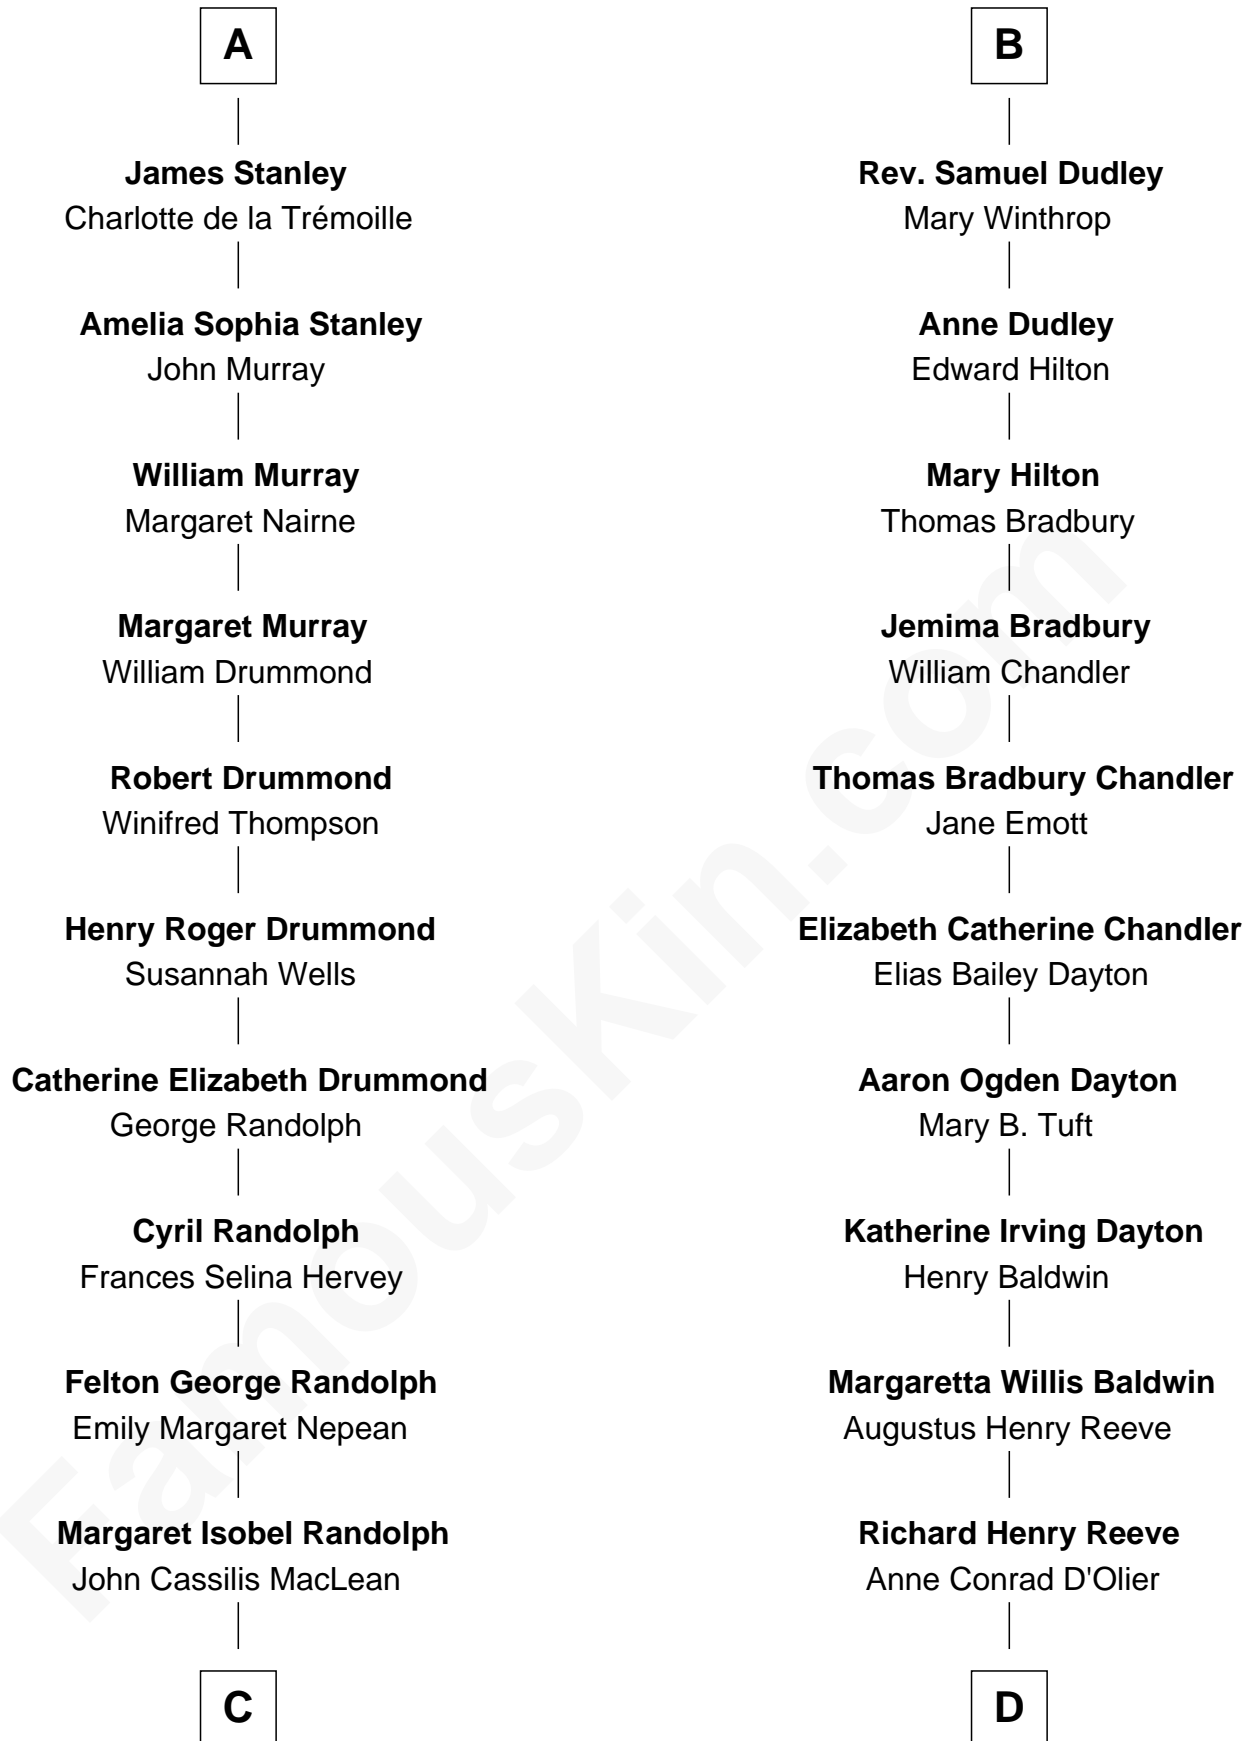 A
James Stanley
Charlotte de la Trémoille
Amelia Sophia Stanley
John Murray
William Murray
Margaret Nairne
Margaret Murray
William Drummond
Robert Drummond
Winifred Thompson
Henry Roger Drummond
Susannah Wells
Catherine Elizabeth Drummond
George Randolph
Cyril Randolph
Frances Selina Hervey
Felton George Randolph
Emily Margaret Nepean
Margaret Isobel Randolph
John Cassilis MacLean
C
B
Rev. Samuel Dudley
Mary Winthrop
Anne Dudley
Edward Hilton
Mary Hilton
Thomas Bradbury
Jemima Bradbury
William Chandler
Thomas Bradbury Chandler
Jane Emott
Elizabeth Catherine Chandler
Elias Bailey Dayton
Aaron Ogden Dayton
Mary B. Tuft
Katherine Irving Dayton
Henry Baldwin
Margaretta Willis Baldwin
Augustus Henry Reeve
Richard Henry Reeve
Anne Conrad D'Olier
D
FamousKin.com